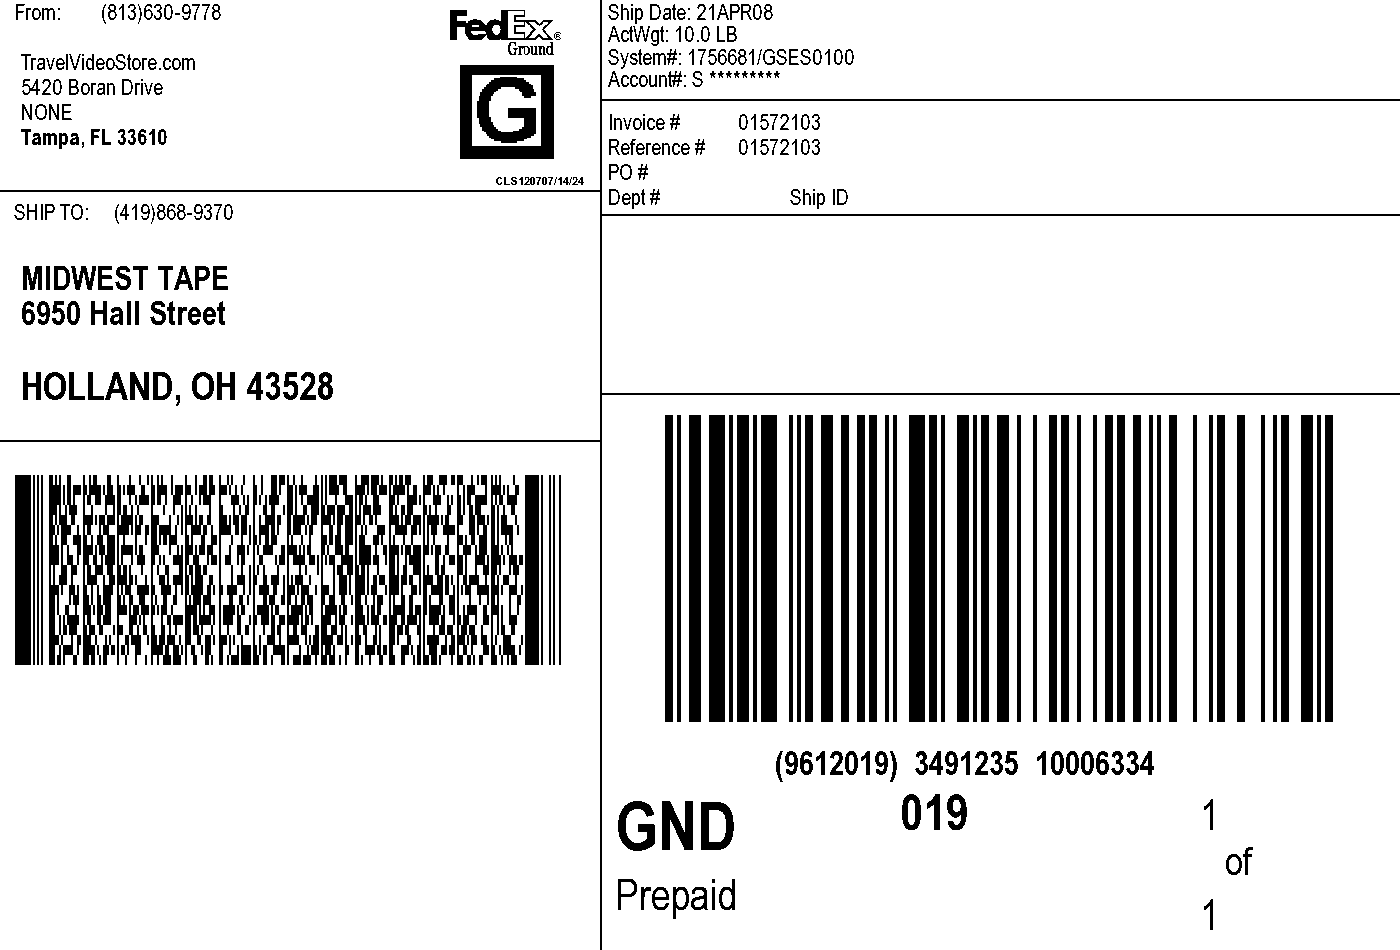 From: (813)630-9778
TravelVideoStore.com
5420 Boran Drive
NONE
Tampa, FL 33610
FedEx®
Ground
G
CLS120707/14/24
SHIP TO: (419)868-9370
MIDWEST TAPE
6950 Hall Street
HOLLAND, OH 43528
Ship Date: 21APR08
ActWgt: 10.0 LB
System#: 1756681/GSES0100
Account#: S *********
Invoice # 01572103
Reference # 01572103
PO #
Dept # Ship ID
(9612019) 3491235 10006334
GND 019 1
of
Prepaid 1